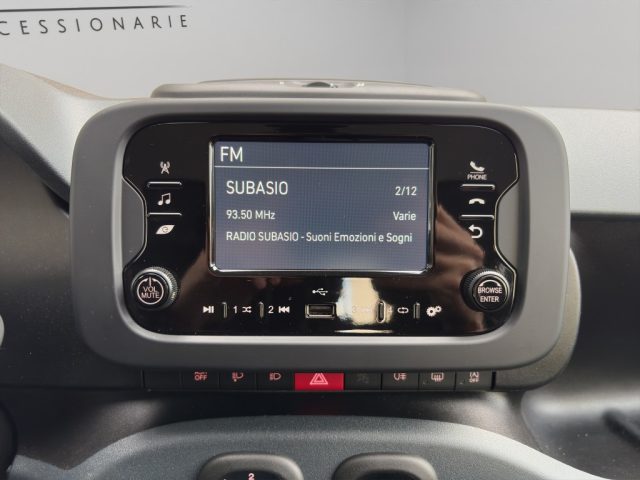 CESSIONARIE
FM
SUBASIO 2/12
93.50 MHz Varie
RADIO SUBASIO - Suoni Emozioni e Sogni
PHONE
VOL
MUTE
BROWSE
ENTER
1 2
OFF
OFF
2